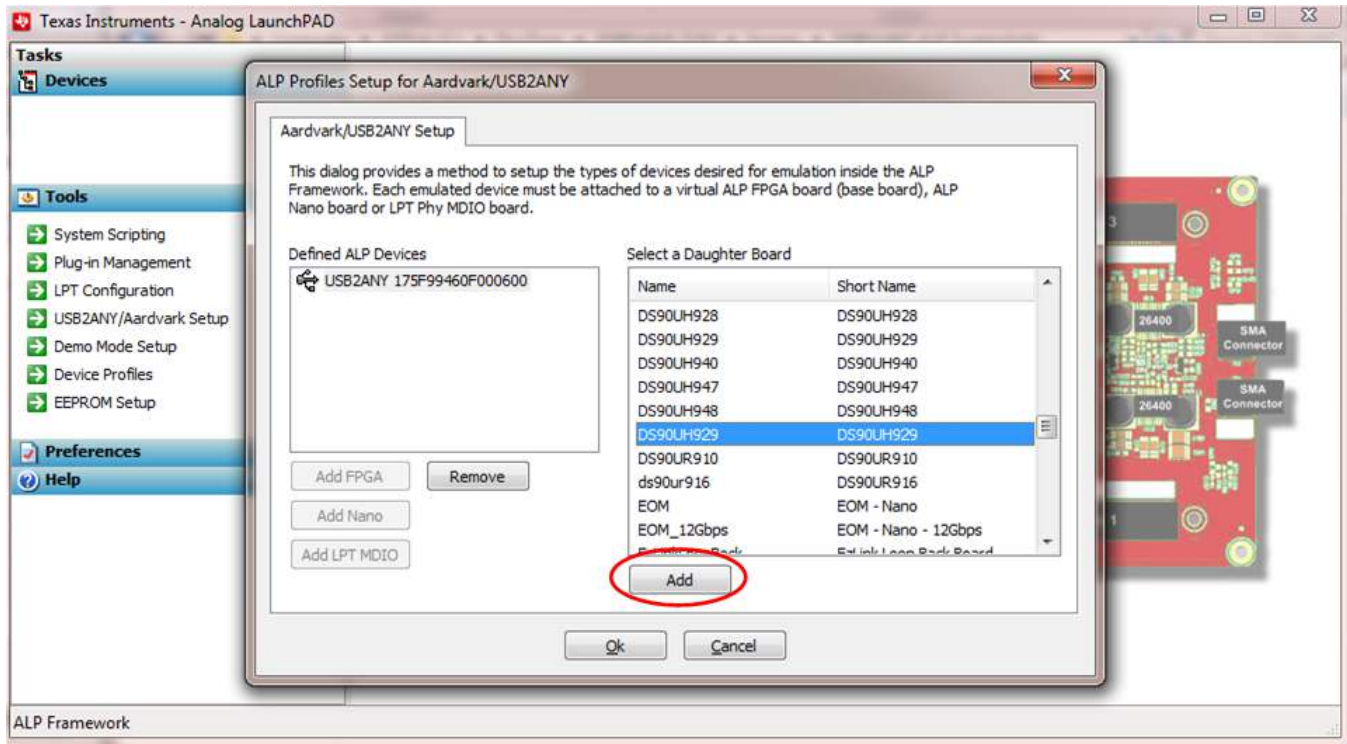 Texas Instruments - Analog LaunchPAD
Tasks
Devices
Tools
System Scripting
Plug-in Management
LPT Configuration
USB2ANY/Aardvark Setup
Demo Mode Setup
Device Profiles
EEPROM Setup
Preferences
Help
ALP Profiles Setup for Aardvark/USB2ANY
Aardvark/USB2ANY Setup
This dialog provides a method to setup the types of devices desired for emulation inside the ALP
Framework. Each emulated device must be attached to a virtual ALP FPGA board (base board), ALP
Nano board or LPT Phy MDIO board.
Defined ALP Devices
USB2ANY 175F99460F000600
Add FPGA Remove
Add Nano
Add LPT MDIO
Select a Daughter Board
Name Short Name
DS90UH928 DS90UH928
DS90UH929 DS90UH929
DS90UH940 DS90UH940
DS90UH947 DS90UH947
DS90UH948 DS90UH948
DS90UH929 DS90UH929
DS90UR910 DS90UR910
ds90ur916 DS90UR916
EOM EOM - Nano
EOM_12Gbps EOM - Nano - 12Gbps
EzLink Loop Back Board
Add
Ok Cancel
3
26400
SMA
Connector
26400
SMA
Connector
1
ALP Framework